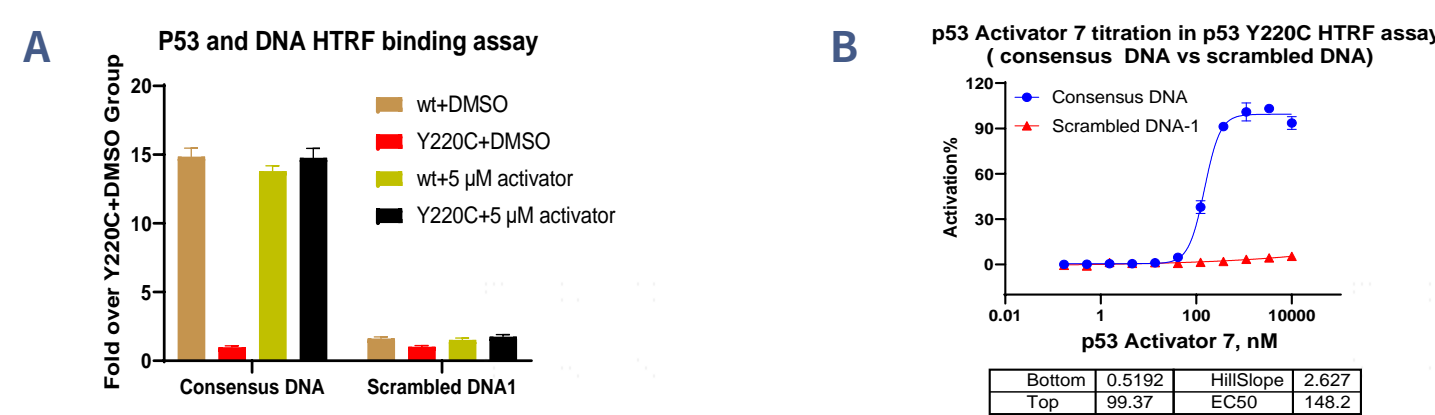 A
P53 and DNA HTRF binding assay
Fold over Y220C+DMSO Group
20
15
10
5
0
wt+DMSO
Y220C+DMSO
wt+5 µM activator
Y220C+5 µM activator
Consensus DNA
Scrambled DNA1
B
p53 Activator 7 titration in p53 Y220C HTRF assay
( consensus DNA vs scrambled DNA)
Activation%
120
90
60
30
0
Consensus DNA
Scrambled DNA-1
0.01
1
100
10000
p53 Activator 7, nM
Bottom 0.5192 HillSlope 2.627
Top 99.37 EC50 148.2